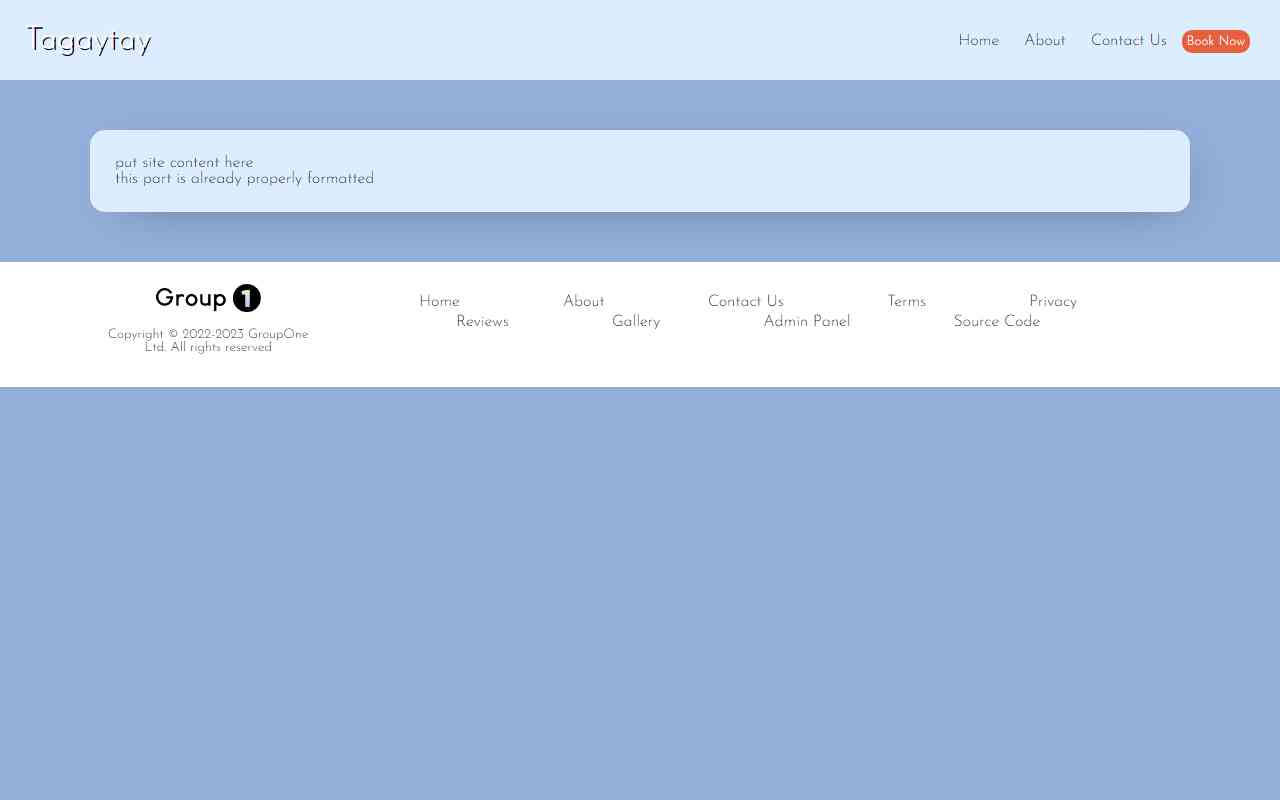 Tagaytay
Home About Contact Us Book Now
put site content here
this part is already properly formatted
Group 1
Copyright © 2022-2023 GroupOne
Ltd. All rights reserved
Home About Contact Us Terms Privacy
Reviews Gallery Admin Panel Source Code